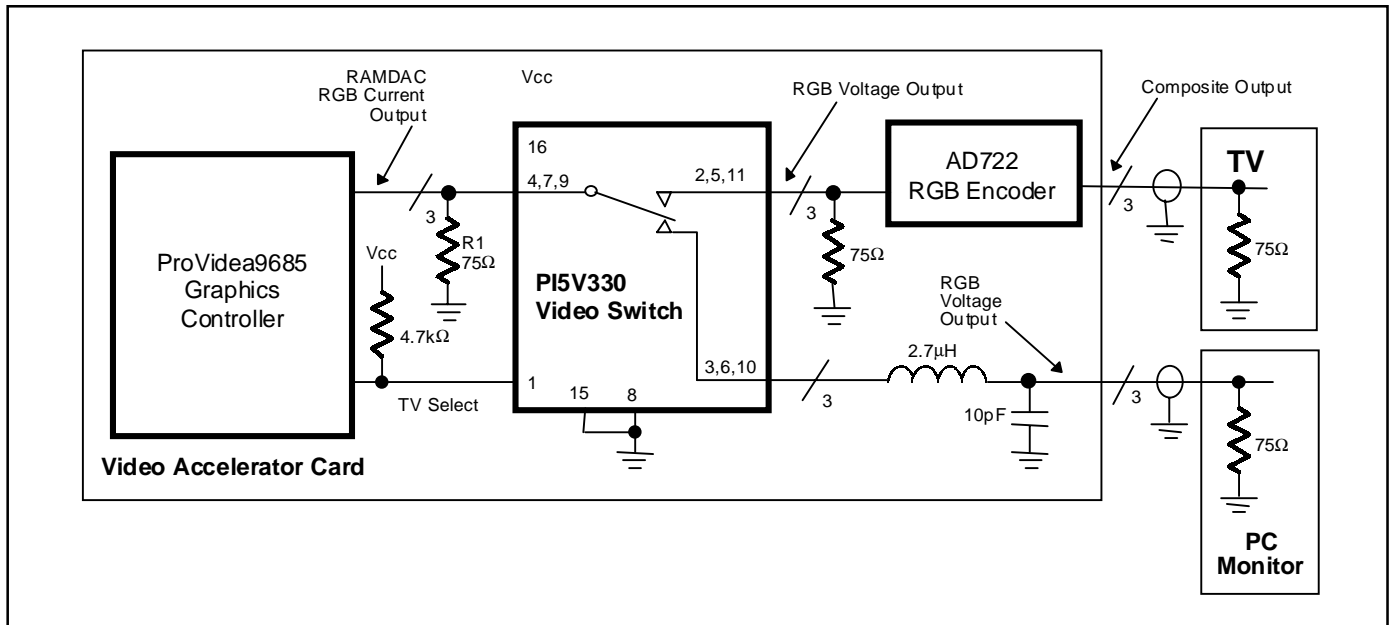 RAMDAC
RGB Current
Output
Vcc
RGB Voltage Output
Composite Output
16
4,7,9
2,5,11
3
R1
75Ω
ProVidea9685
Graphics
Controller
Vcc
4.7kΩ
TV Select
1
15
8
PI5V330
Video Switch
3,6,10
3
75Ω
AD722
RGB Encoder
3
TV
75Ω
3
2.7μH
RGB
Voltage
Output
10pF
3
75Ω
PC
Monitor
Video Accelerator Card